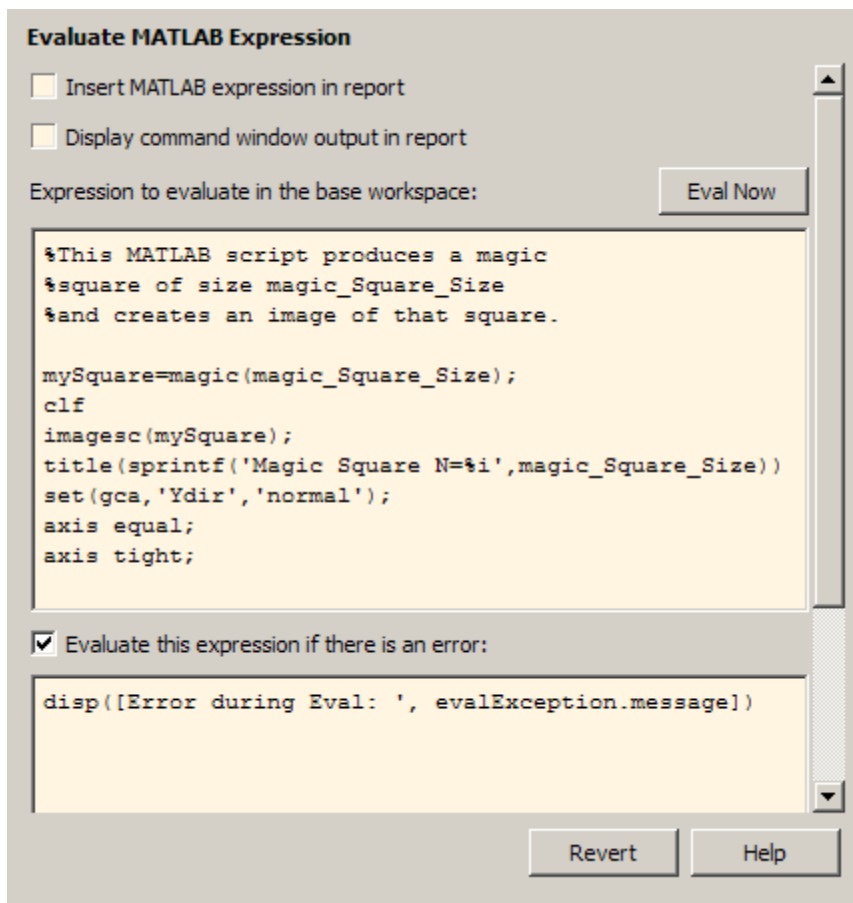 Evaluate MATLAB Expression
Insert MATLAB expression in report
Display command window output in report
Expression to evaluate in the base workspace:
Eval Now
%This MATLAB script produces a magic
%square of size magic_Square_Size
%and creates an image of that square.
mySquare=magic(magic_Square_Size);
clf
imagesc(mySquare);
title(sprintf('Magic Square N=%i',magic_Square_Size))
set(gca,'Ydir','normal');
axis equal;
axis tight;
Evaluate this expression if there is an error:
disp([Error during Eval: ', evalException.message])
Revert
Help